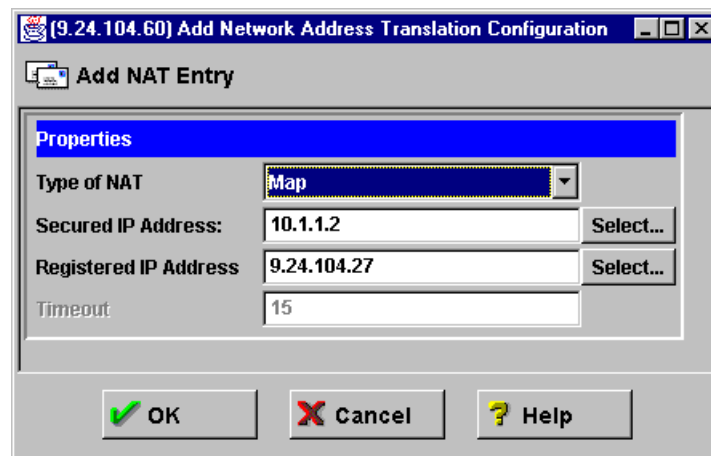 (9.24.104.60) Add Network Address Translation Configuration
Add NAT Entry
Properties
Type of NAT Map
Secured IP Address: 10.1.1.2 Select...
Registered IP Address 9.24.104.27 Select...
Timeout 15
OK Cancel Help